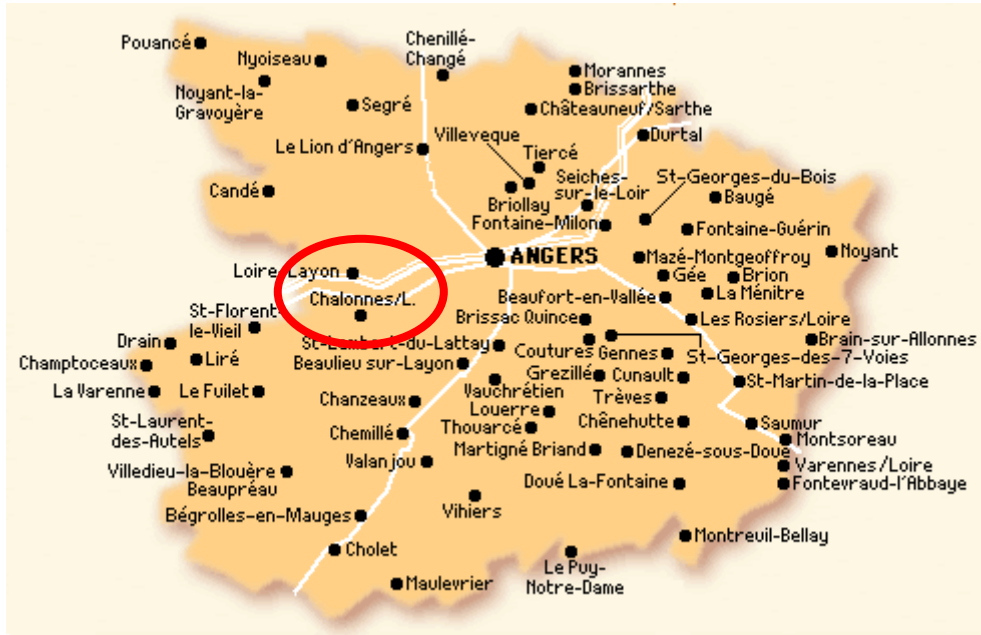 Pouancé
Nyoiseau
Chenillé-
Changé
Noyant-la-
Gravoyère
Segré
Morannes
Brissarthe
Châteauneuf/Sarthe
Villeveque
Durtal
Le Lion d'Angers
Tiercé
Candé
Briollay
Seiches-
sur-le-Loir
St-Georges-du-Bois
Baugé
Fontaine-Milon
Fontaine-Guérin
ANGERS
Mazé-Montgeoffroy
Noyant
Loire-Layon
Gée
Brion
Chalonnes/L.
Beaufort-en-Vallée
La Ménitre
St-Florent
le-Vieil
Brissac Quince
Les Rosiers/Loire
Drain
Liré
St-Lambert-du-Lattay
Brain-sur-Allonnes
Champtoceaux
Beaulieu sur-Layon
Coutures
Gennes
St-Georges-des-7-Voies
Grezillé
Cunault
St-Martin-de-la-Place
La Varenne
Le Fuilet
Vauchrétien
Trèves
Chanzeaux
Louerre
St-Laurent-
des-Autels
Chemillé
Thouarcé
Chênehutte
Saumur
Montsoreau
Martigné Briand
Denezé-sous-Doué
Villedieu-la-Blouère
Valanjou
Varennes/Loire
Beaupréau
Doué La-Fontaine
Fontevraud-l'Abbaye
Bégrolles-en-Mauges
Vihiers
Cholet
Montreuil-Bellay
Maulevrier
Le Puy-
Notre-Dame